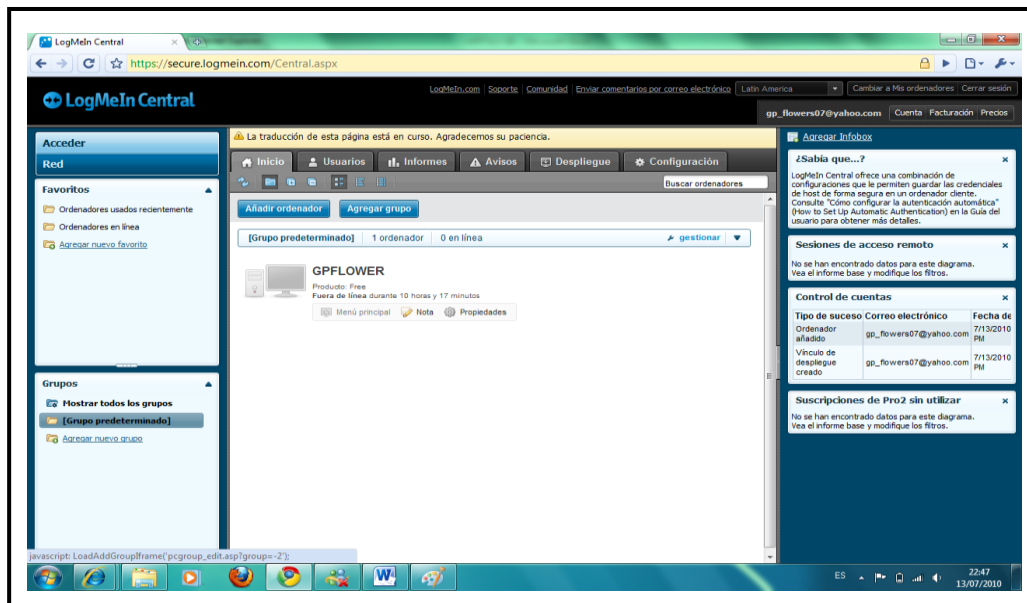 LogMeIn Central
https://secure.logmein.com/Central.aspx
LogMeIn Central
LogMeIn.com Soporte Comunidad Enviar comentarios por correo electrónico Latin America Cambiar a Mis ordenadores Cerrar sesión
gp_flowers07@yahoo.com Cuenta Facturación Precios
Acceder
Red
Favoritos
Ordenadores usados recientemente
Ordenadores en línea
Agregar nuevo favorito
Grupos
Mostrar todos los grupos
[Grupo predeterminado]
Agregar nuevo grupo
La traducción de esta página está en curso. Agradecemos su paciencia.
Inicio Usuarios Informes Avisos Despliegue Configuración
Buscar ordenadores
Añadir ordenador Agregar grupo
[Grupo predeterminado] 1 ordenador 0 en línea gestionar
GPFLOWER
Producto: Free
Fuera de línea durante 10 horas y 17 minutos
Menú principal Nota Propiedades
Agregar Infobox
¿Sabía que...?
LogMeIn Central ofrece una combinación de
configuraciones que le permiten guardar las credenciales
de host de forma segura en un ordenador cliente.
Consulte "Cómo configurar la autenticación automática"
(How to Set Up Automatic Authentication) en la Guía del
usuario para obtener más detalles.
Sesiones de acceso remoto
No se han encontrado datos para este diagrama.
Vea el informe base y modifique los filtros.
Control de cuentas
Tipo de suceso Correo electrónico Fecha de
Ordenador
añadido
gp_flowers07@yahoo.com
7/13/2010
PM
Vínculo de
despliegue
creado
gp_flowers07@yahoo.com
7/13/2010
PM
Suscripciones de Pro2 sin utilizar
No se han encontrado datos para este diagrama.
Vea el informe base y modifique los filtros.
javascript: LoadAddGroupIframe('pcgroup_edit.asp?group=-2');
ES
22:47
13/07/2010